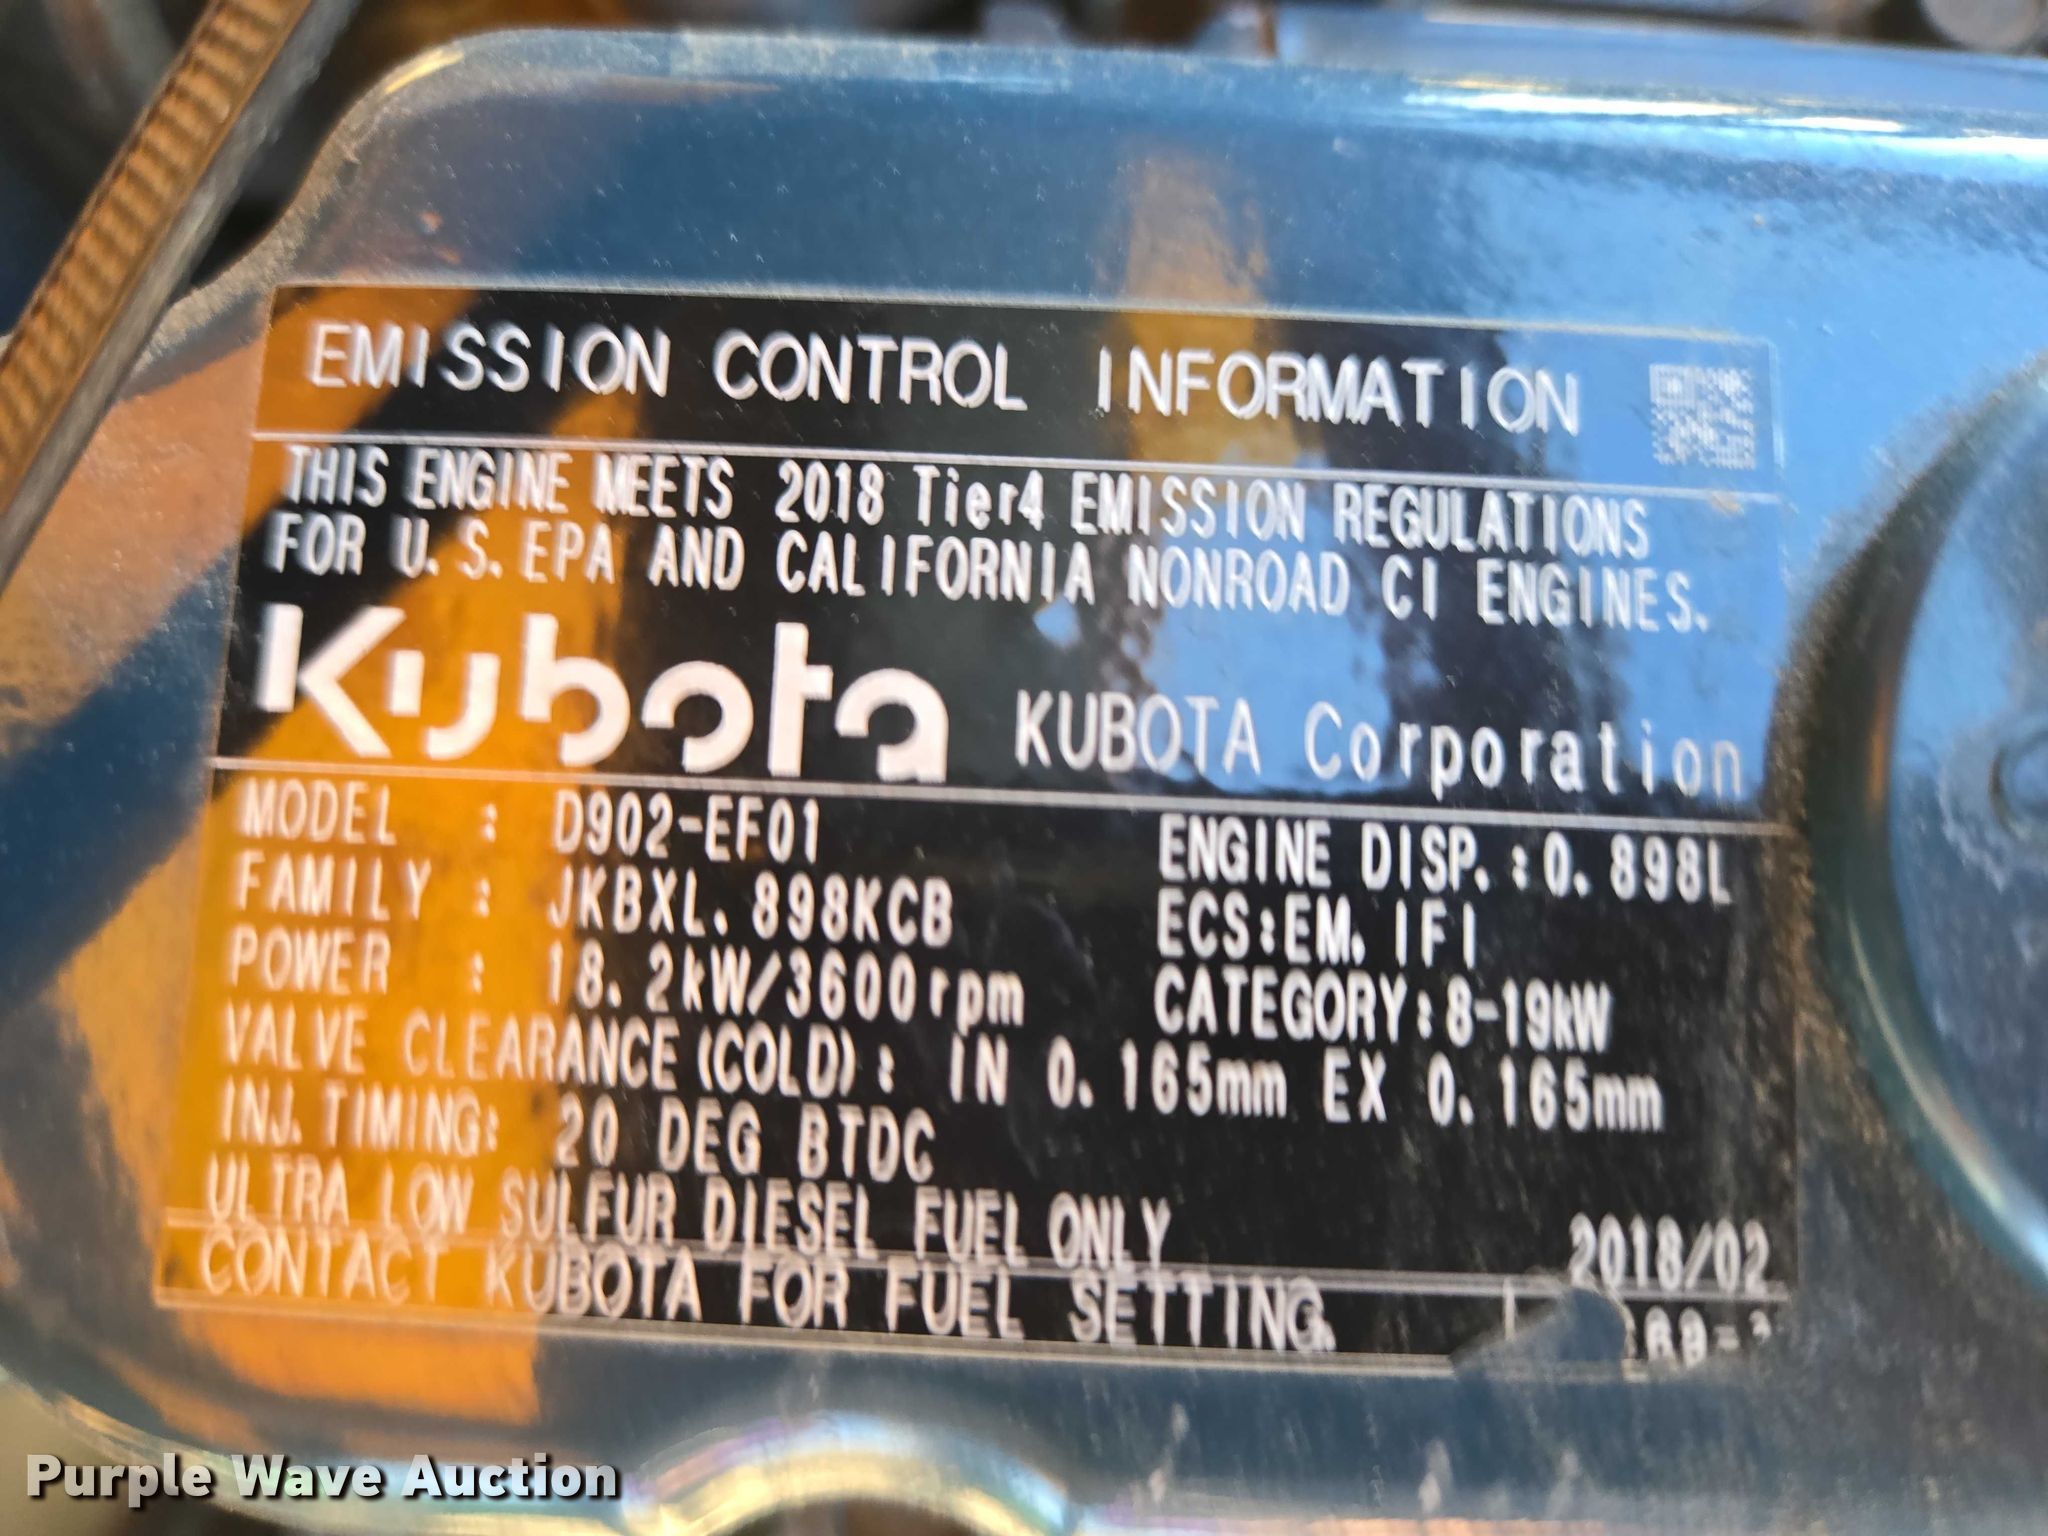 EMISSION CONTROL INFORMATION
THIS ENGINE MEETS 2018 Tier4 EMISSION REGULATIONS
FOR U.S.EPA AND CALIFORNIA NONROAD CI ENGINES.
Kubota KUBOTA Corporation
MODEL : D902-EF01 ENGINE DISP.:0.898L
FAMILY : JKBXL.898KCB ECS:EM.IFI
POWER : 18.2kW/3600rpm CATEGORY:8-19kW
VALVE CLEARANCE(COLD): IN 0.165mm EX 0.165mm
INJ.TIMING: 20 DEG BTDC
ULTRA LOW SULFUR DIESEL FUEL ONLY 2018/02
CONTACT KUBOTA FOR FUEL SETTING.
Purple Wave Auction